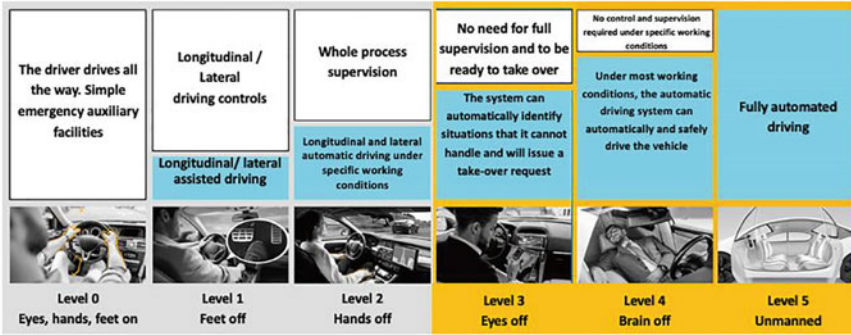 The driver drives all
the way. Simple
emergency auxiliary
facilities
Longitudinal /
Lateral
driving controls
Longitudinal/ lateral
assisted driving
Whole process
supervision
Longitudinal and lateral
automatic driving under
specific working
conditions
No need for full
supervision and to be
ready to take over
The system can
automatically identify
situations that it cannot
handle and will issue a
take-over request
No control and supervision
required under specific working
conditions
Under most working
conditions, the automatic
driving system can
automatically and safely
drive the vehicle
Fully automated
driving
Level 0
Eyes, hands, feet on
Level 1
Feet off
Level 2
Hands off
Level 3
Eyes off
Level 4
Brain off
Level 5
Unmanned